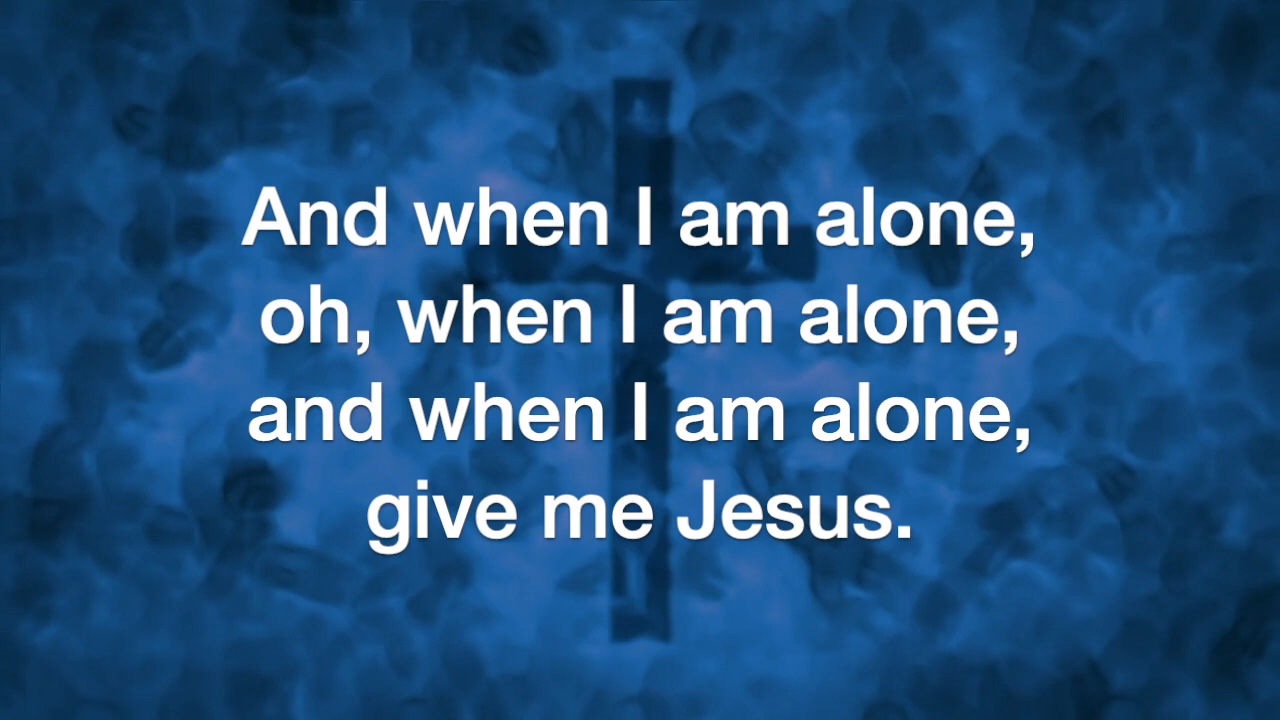 And when I am alone,
oh, when I am alone,
and when I am alone,
give me Jesus.